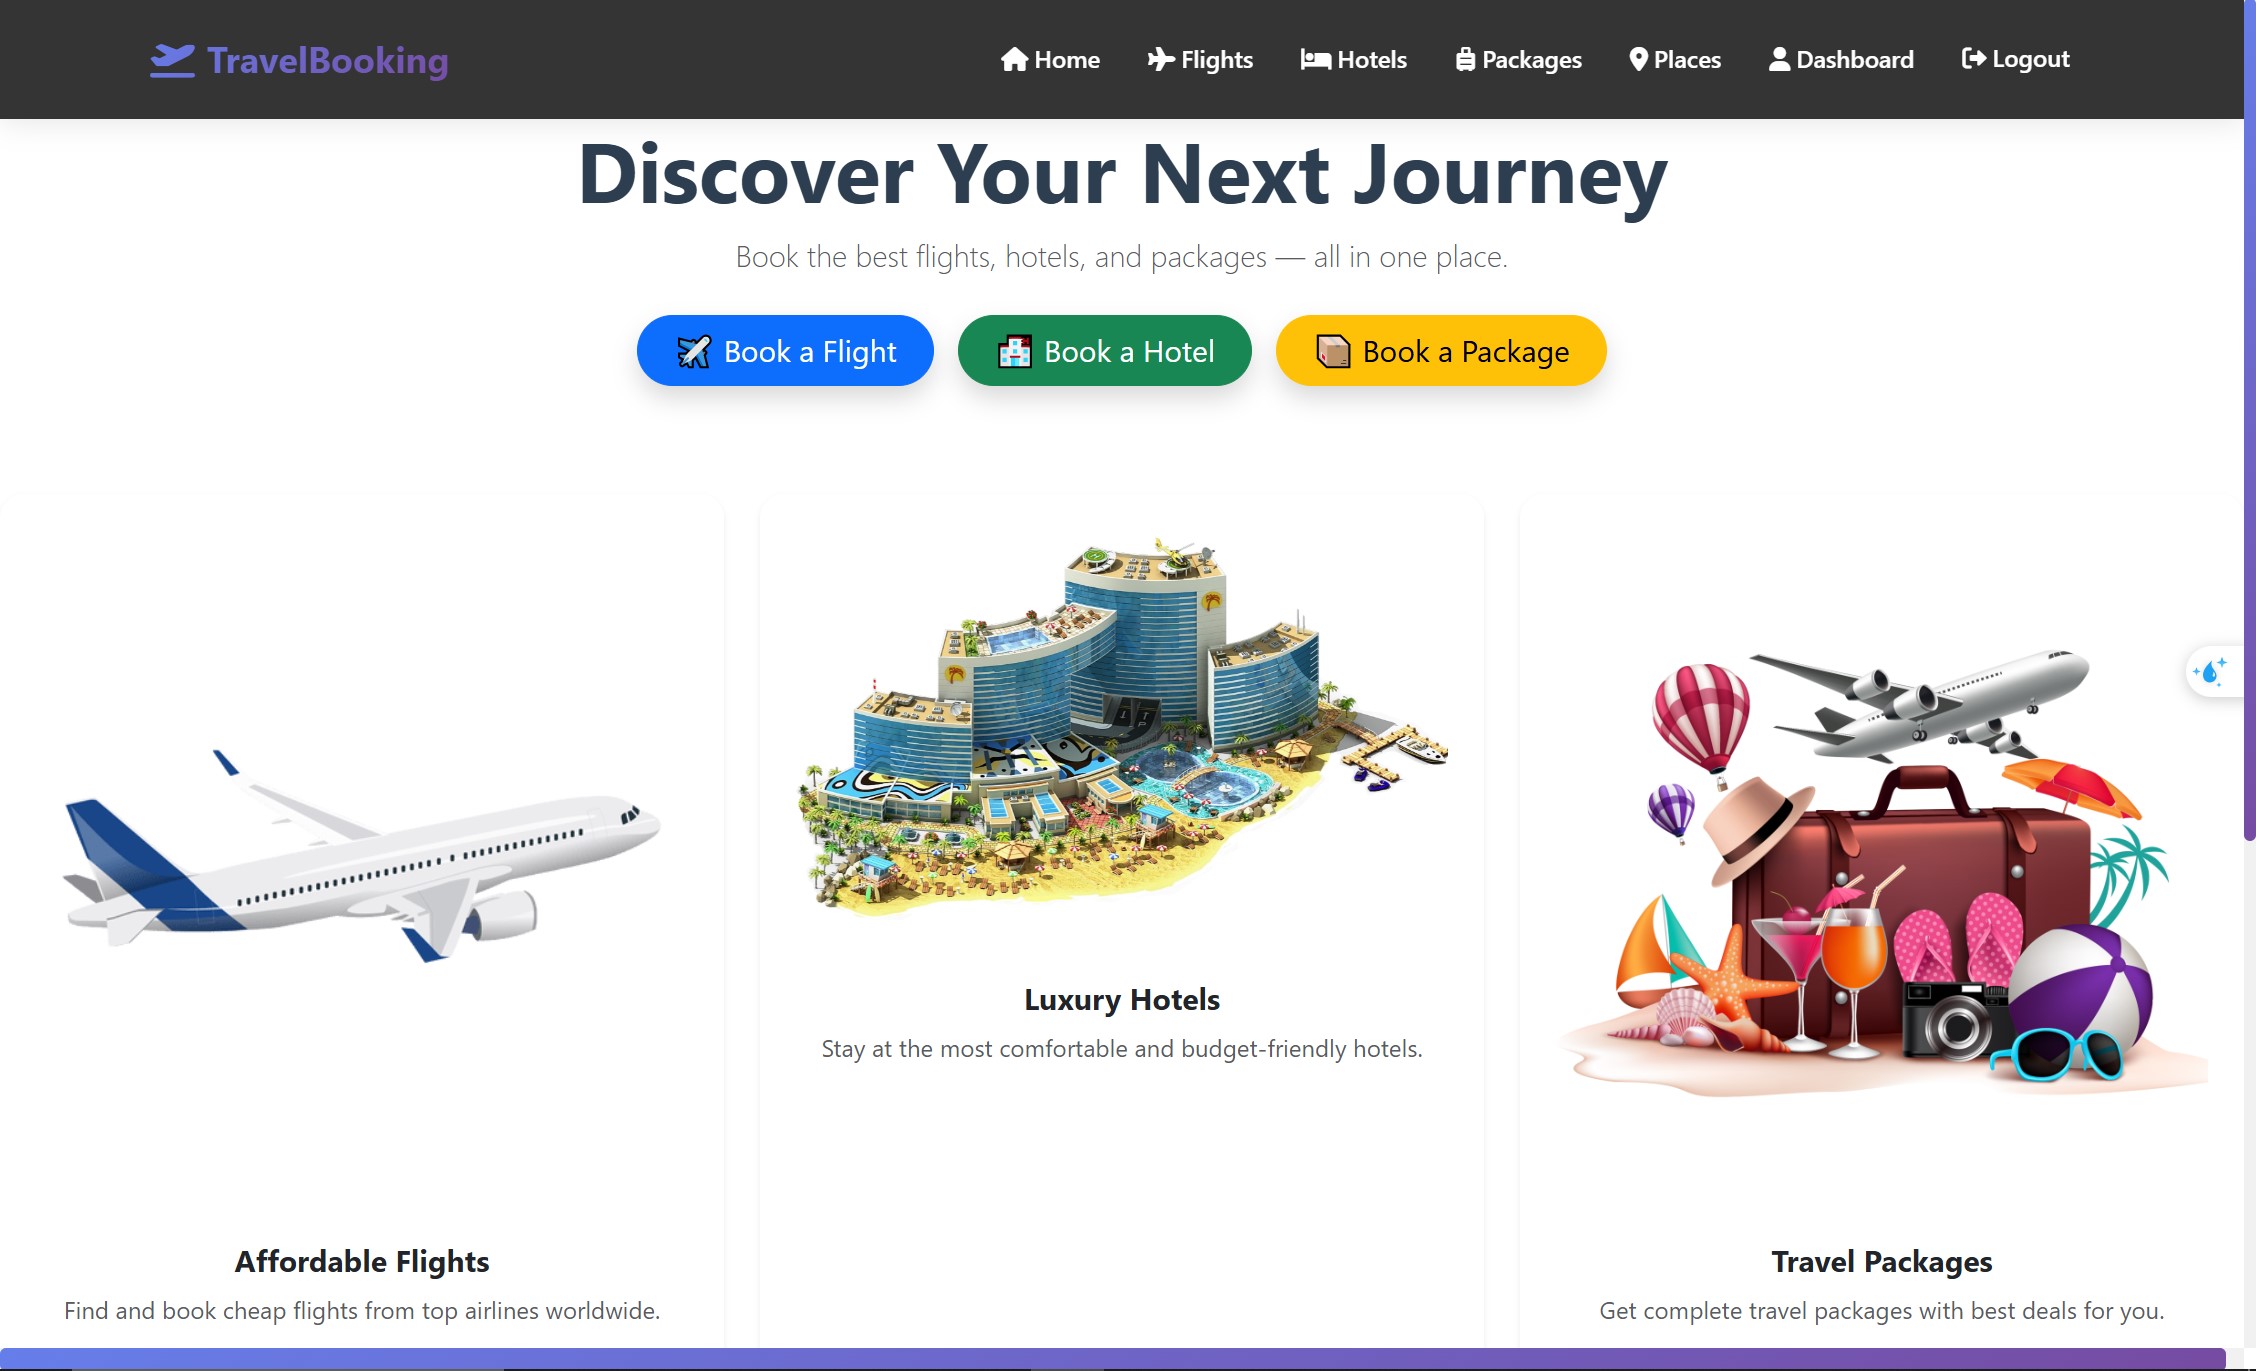 TravelBooking
Home Flights Hotels Packages Places Dashboard Logout
Discover Your Next Journey
Book the best flights, hotels, and packages — all in one place.
Book a Flight Book a Hotel Book a Package
Luxury Hotels
Stay at the most comfortable and budget-friendly hotels.
Affordable Flights
Find and book cheap flights from top airlines worldwide.
Travel Packages
Get complete travel packages with best deals for you.